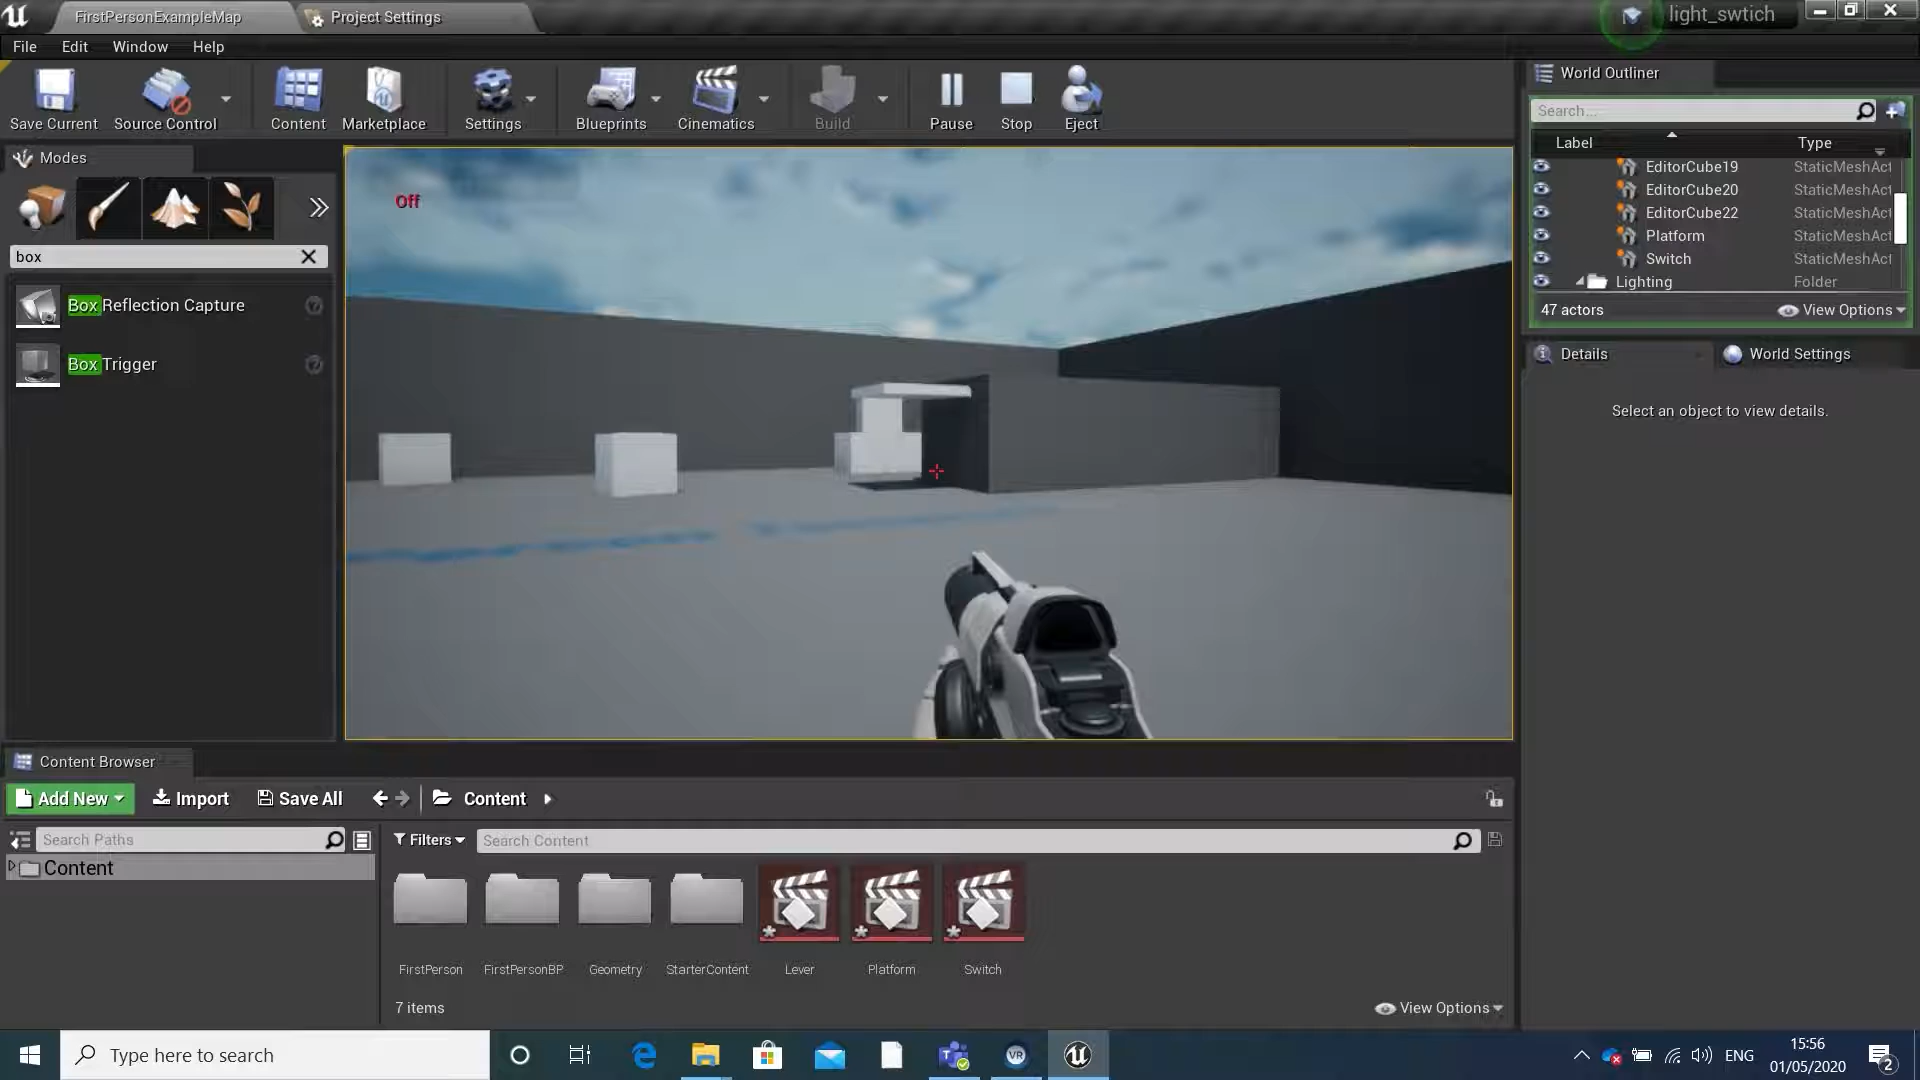 FirstPersonExampleMap
Project Settings
light_swtich
File Edit Window Help
Save Current
Source Control
Content
Marketplace
Settings
Blueprints
Cinematics
Build
Pause
Stop
Eject
World Outliner
Search...
Label
Type
EditorCube19 StaticMeshAct
EditorCube20 StaticMeshAct
EditorCube22 StaticMeshAct
Platform StaticMeshAct
Switch StaticMeshAct
Lighting Folder
47 actors
View Options
Modes
box
Box Reflection Capture
Box Trigger
Off
Details
World Settings
Select an object to view details.
Content Browser
Add New
Import
Save All
Content
Search Paths
Filters
Search Content
Content
FirstPerson
FirstPersonBP
Geometry
StarterContent
Lever
Platform
Switch
7 items
View Options
Type here to search
VR
ENG
15:56
01/05/2020
2